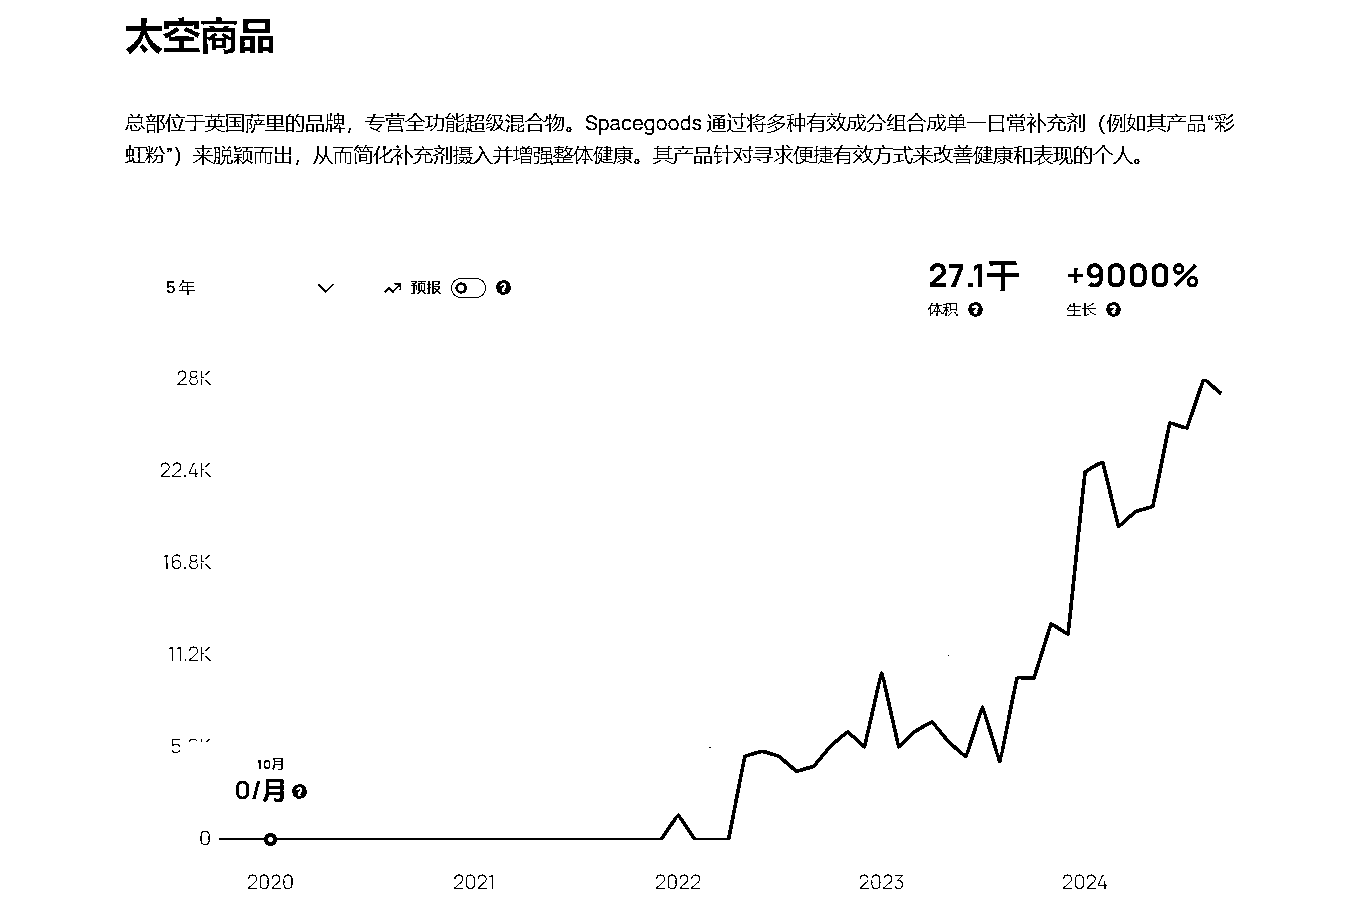 太空商品
总部位于英国萨里的品牌，专营全功能超级混合物。Spacegoods 通过将多种有效成分组合成单一日常补充剂（例如其产品“彩
虹粉”）来脱颖而出，从而简化补充剂摄入并增强整体健康。其产品针对寻求便捷有效方式来改善健康和表现的个人。
5 年
预报
27.1千
+9000%
体积
生长
28K
22.4K
16.8K
11.2K
10月
0/月
0
2020
2021
2022
2023
2024